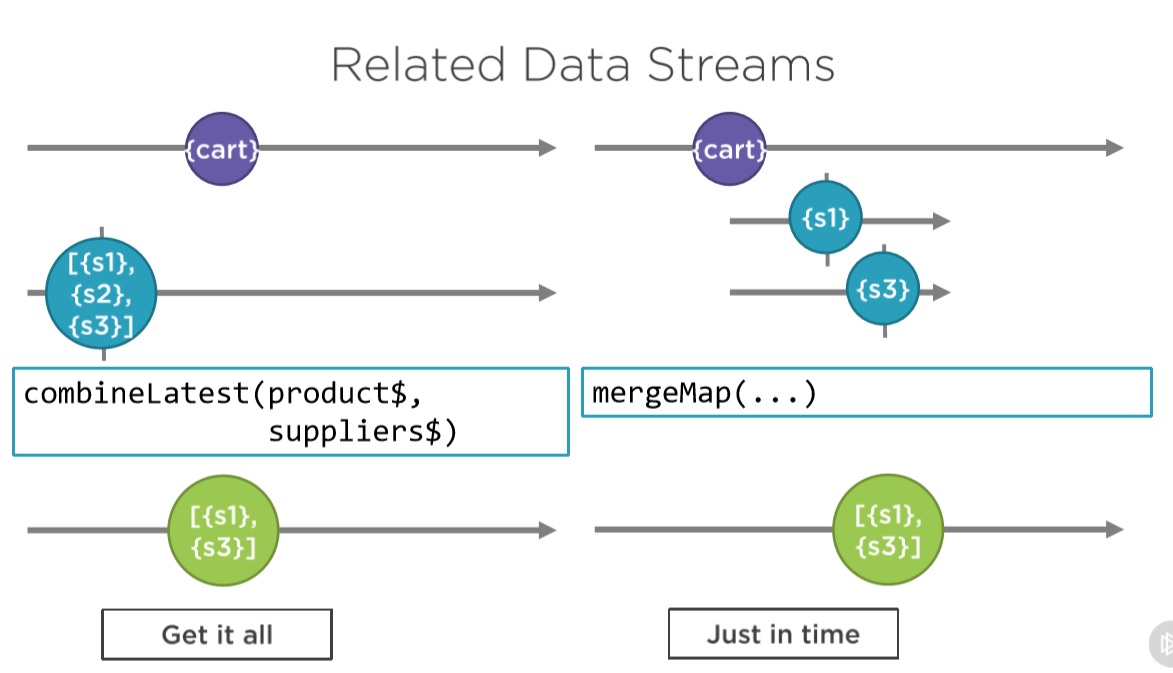 Related Data Streams
{cart}
[{s1},
{s2},
{s3}]
combineLatest(product$,
suppliers$)
[{s1},
{s3}]
Get it all
{cart}
{s1}
{s3}
mergeMap(...)
[{s1},
{s3}]
Just in time